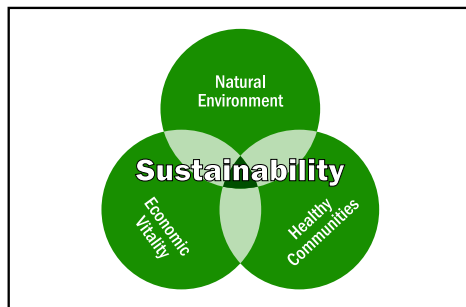 Natural
Environment
Sustainability
Economic
Vitality
Healthy
Communities